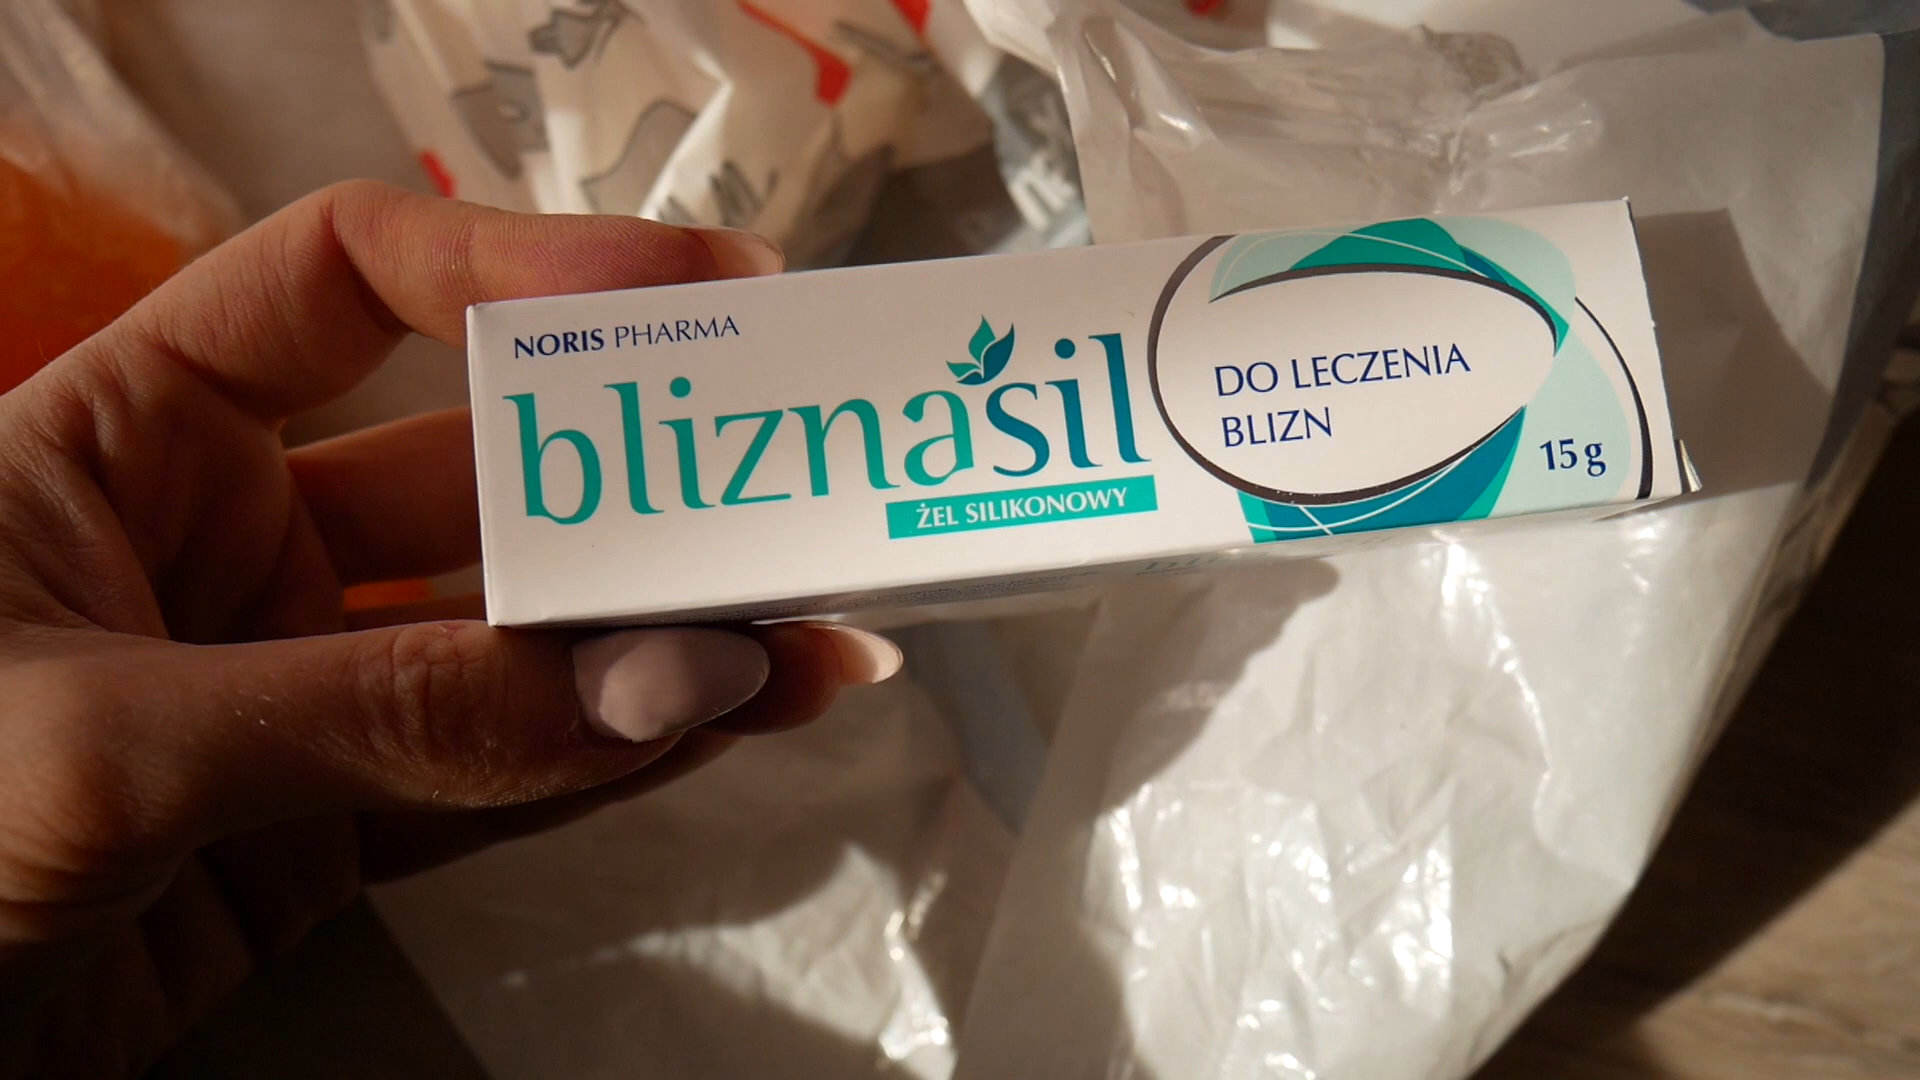 NORIS PHARMA
bliznasil
ŻEL SILIKONOWY
DO LECZENIA
BLIZN
15 g